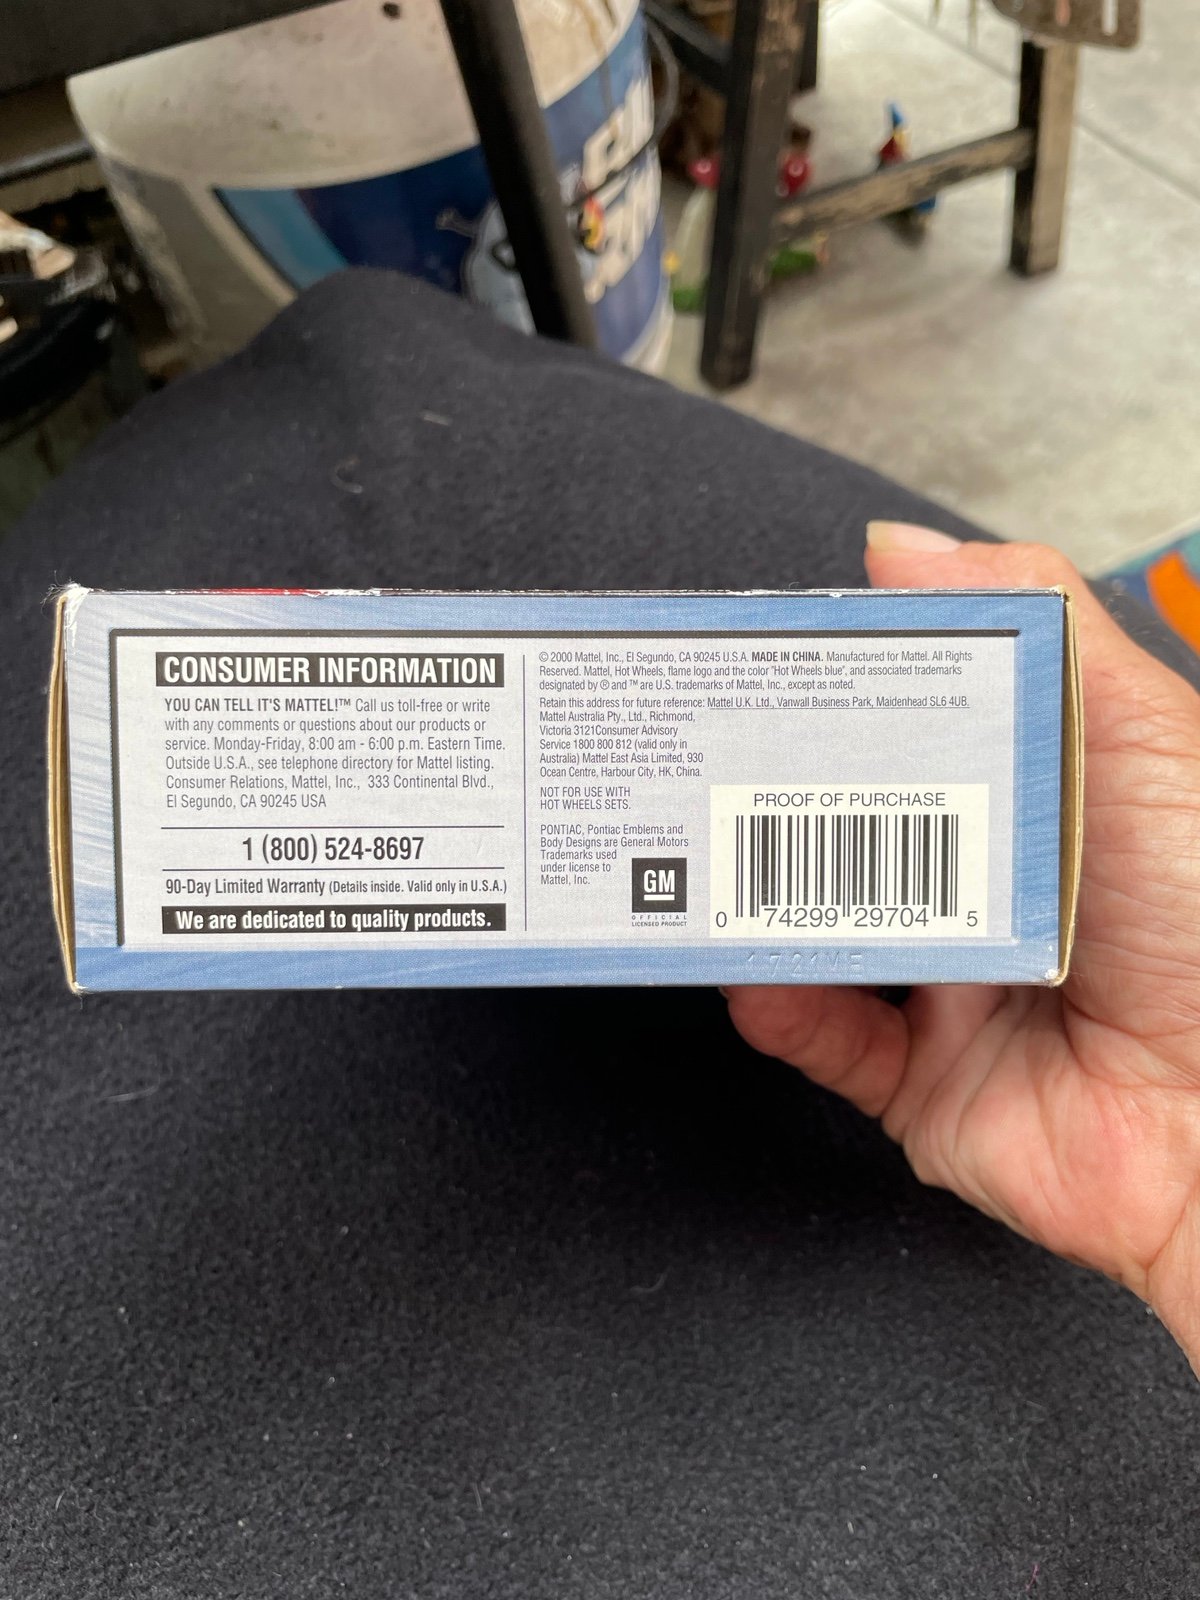 CONSUMER INFORMATION
YOU CAN TELL IT'S MATTEL!™ Call us toll-free or write
with any comments or questions about our products or
service. Monday-Friday, 8:00 am - 6:00 p.m. Eastern Time.
Outside U.S.A., see telephone directory for Mattel listing.
Consumer Relations, Mattel, Inc., 333 Continental Blvd.,
El Segundo, CA 90245 USA
1 (800) 524-8697
90-Day Limited Warranty (Details inside. Valid only in U.S.A.)
We are dedicated to quality products.
© 2000 Mattel, Inc., El Segundo, CA 90245 U.S.A. MADE IN CHINA. Manufactured for Mattel. All Rights
Reserved. Mattel, Hot Wheels, flame logo and the color "Hot Wheels blue", and associated trademarks
designated by ® and ™ are U.S. trademarks of Mattel, Inc., except as noted.
Retain this address for future reference: Mattel U.K. Ltd., Vanwall Business Park, Maidenhead SL6 4UB.
Mattel Australia Pty., Ltd., Richmond,
Victoria 3121Consumer Advisory
Service 1800 800 812 (valid only in
Australia) Mattel East Asia Limited, 930
Ocean Centre, Harbour City, HK, China.
NOT FOR USE WITH
HOT WHEELS SETS.
PONTIAC, Pontiac Emblems and
Body Designs are General Motors
Trademarks used
under license to
Mattel, Inc.
GM
OFFICIAL
LICENSED PRODUCT
PROOF OF PURCHASE
0 74299 29704 5